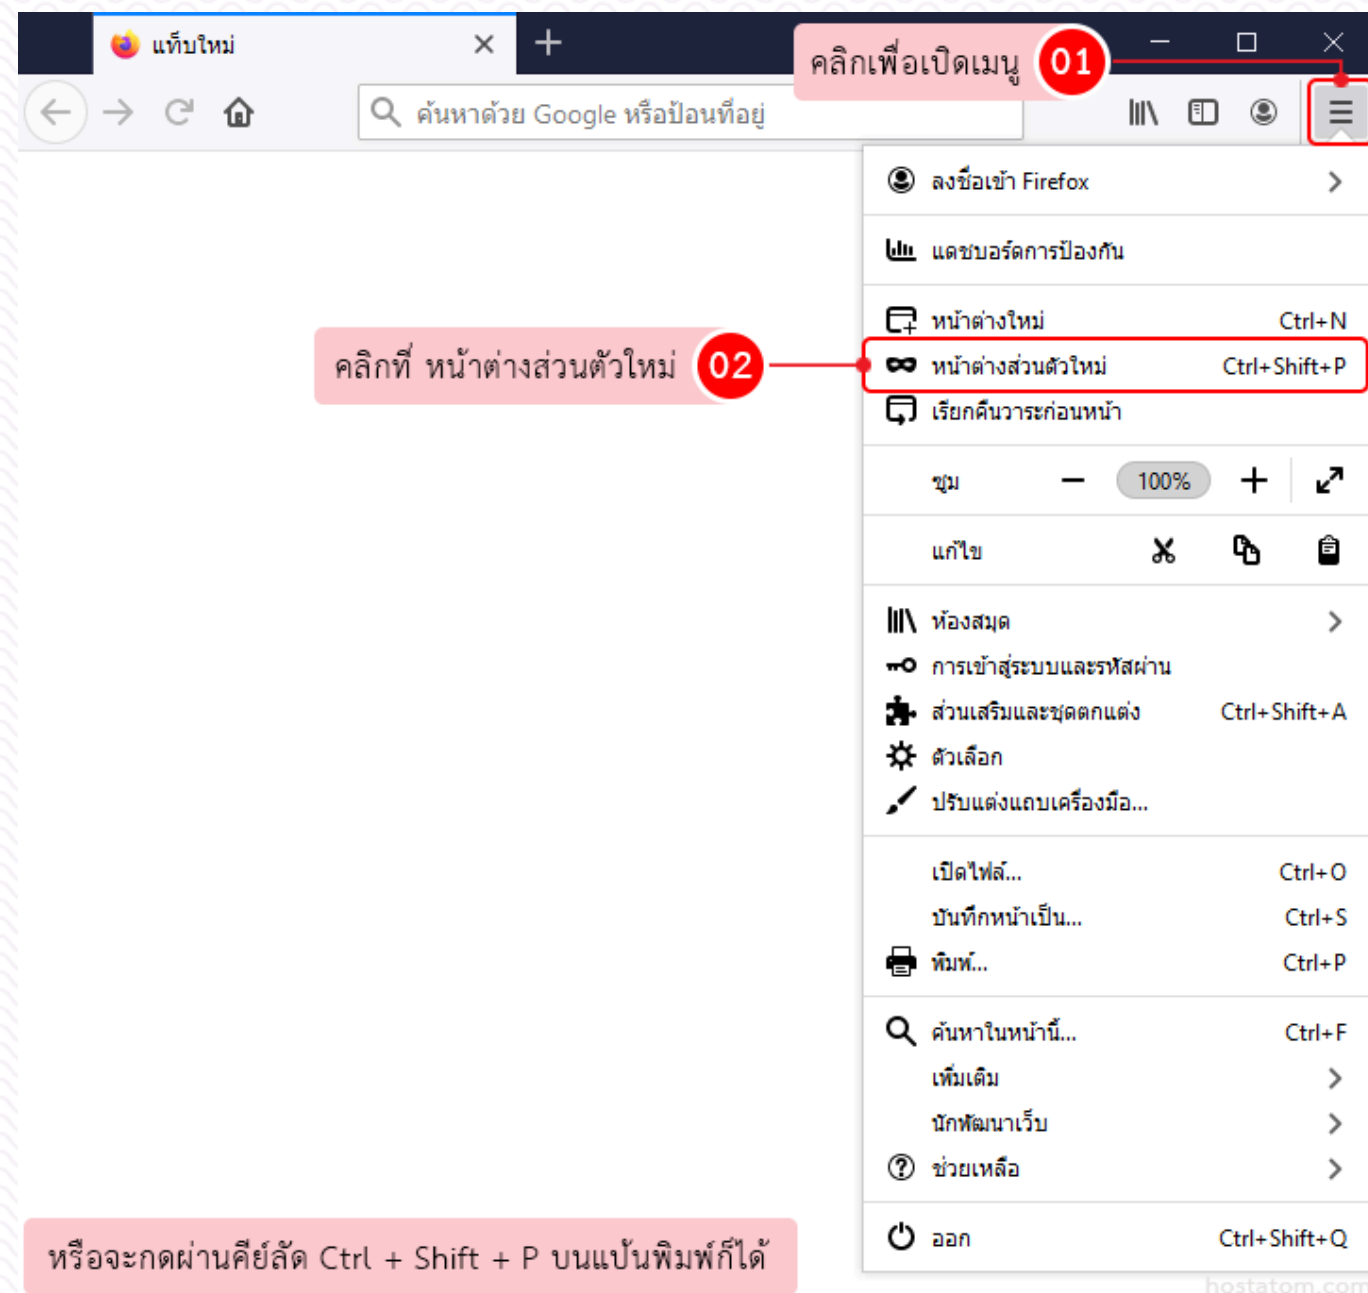 แท็บใหม่
คลิกเพื่อเปิดเมนู 01
ค้นหาด้วย Google หรือป้อนที่อยู่
ลงชื่อเข้า Firefox
แดชบอร์ดการป้องกัน
หน้าต่างใหม่ Ctrl+N
คลิกที่ หน้าต่างส่วนตัวใหม่ 02
หน้าต่างส่วนตัวใหม่ Ctrl+Shift+P
เรียกคืนวาระก่อนหน้า
ซูม 100%
แก้ไข
ห้องสมุด
การเข้าสู่ระบบและรหัสผ่าน
ส่วนเสริมและชุดตกแต่ง Ctrl+Shift+A
ตัวเลือก
ปรับแต่งแถบเครื่องมือ...
เปิดไฟล์... Ctrl+O
บันทึกหน้าเป็น... Ctrl+S
พิมพ์... Ctrl+P
ค้นหาในหน้านี้... Ctrl+F
เพิ่มเติม
นักพัฒนาเว็บ
ช่วยเหลือ
ออก Ctrl+Shift+Q
หรือจะกดผ่านคีย์ลัด Ctrl + Shift + P บนแป้นพิมพ์ก็ได้
hostatom.com